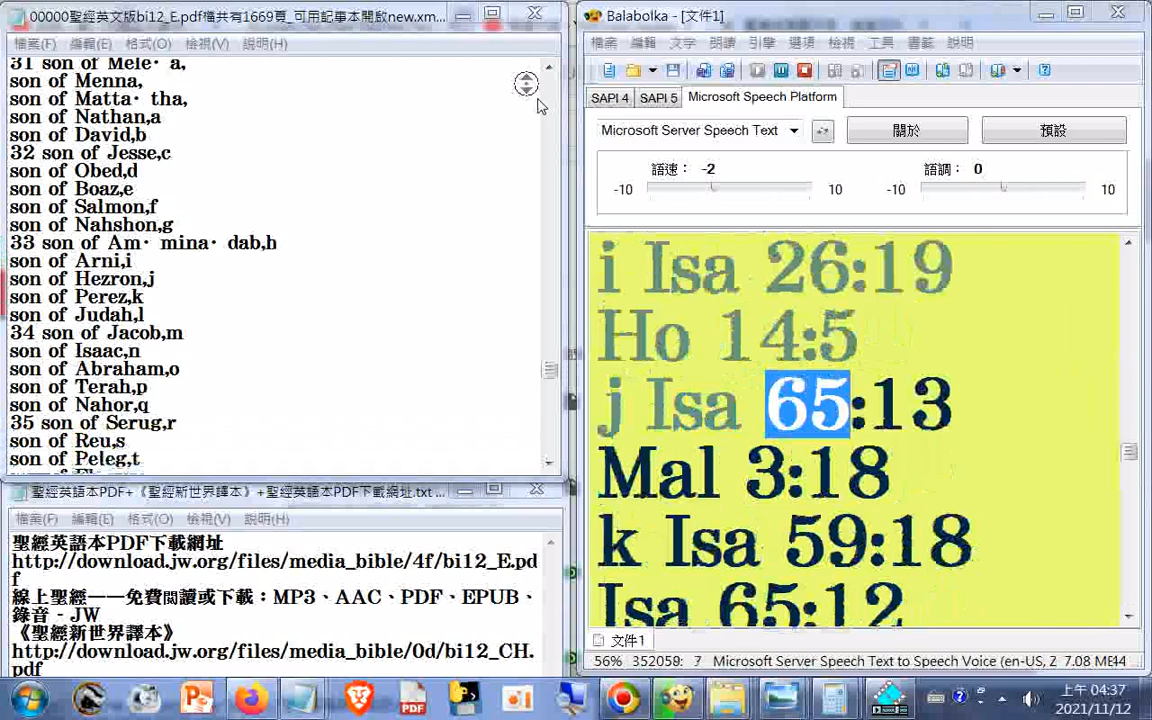 00000聖經英文版bi12_E.pdf檔共有1669頁_可用記事本開啟new.xm...
檔案(F) 編輯(E) 格式(O) 檢視(V) 說明(H)
31 son of Mele· a,
son of Menna,
son of Matta· tha,
son of Nathan,a
son of David,b
32 son of Jesse,c
son of Obed,d
son of Boaz,e
son of Salmon,f
son of Nahshon,g
33 son of Am· mina· dab,h
son of Arni,i
son of Hezron,j
son of Perez,k
son of Judah,l
34 son of Jacob,m
son of Isaac,n
son of Abraham,o
son of Terah,p
son of Nahor,q
35 son of Serug,r
son of Reu,s
son of Peleg,t
聖經英語本PDF+《聖經新世界譯本》+聖經英語本PDF下載網址.txt ...
檔案(F) 編輯(E) 格式(O) 檢視(V) 說明(H)
聖經英語本PDF下載網址
http://download.jw.org/files/media_bible/4f/bi12_E.pd
f
線上聖經——免費閱讀或下載：MP3、AAC、PDF、EPUB、
錄音 - JW
《聖經新世界譯本》
http://download.jw.org/files/media_bible/0d/bi12_CH.
pdf
Balabolka - [文件1]
檔案 編輯 文字 朗讀 引擎 選項 檢視 工具 書籤 說明
SAPI 4 SAPI 5 Microsoft Speech Platform
Microsoft Server Speech Text 關於 預設
語速： -2 語調： 0
-10 10 -10 10
i Isa 26:19
Ho 14:5
j Isa 65:13
Mal 3:18
k Isa 59:18
Isa 65:12
文件1
56% 352058: 7 Microsoft Server Speech Text to Speech Voice (en-US, Z 7.08 ME44
上午 04:37
2021/11/12